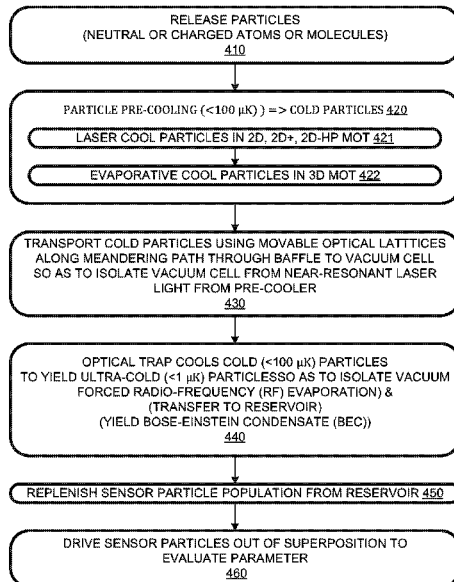 RELEASE PARTICLES
(NEUTRAL OR CHARGED ATOMS OR MOLECULES)
410
PARTICLE PRE-COOLING (<100 µK) ) => COLD PARTICLES 420
LASER COOL PARTICLES IN 2D, 2D+, 2D-HP MOT 421
EVAPORATIVE COOL PARTICLES IN 3D MOT 422
TRANSPORT COLD PARTICLES USING MOVABLE OPTICAL LATTTICES
ALONG MEANDERING PATH THROUGH BAFFLE TO VACUUM CELL
SO AS TO ISOLATE VACUUM CELL FROM NEAR-RESONANT LASER
LIGHT FROM PRE-COOLER
430
OPTICAL TRAP COOLS COLD (<100 µK) PARTICLES
TO YIELD ULTRA-COLD (<1 µK) PARTICLESSO AS TO ISOLATE VACUUM
FORCED RADIO-FREQUENCY (RF) EVAPORATION) &
(TRANSFER TO RESERVOIR)
(YIELD BOSE-EINSTEIN CONDENSATE (BEC))
440
REPLENISH SENSOR PARTICLE POPULATION FROM RESERVOIR 450
DRIVE SENSOR PARTICLES OUT OF SUPERPOSITION TO
EVALUATE PARAMETER
460